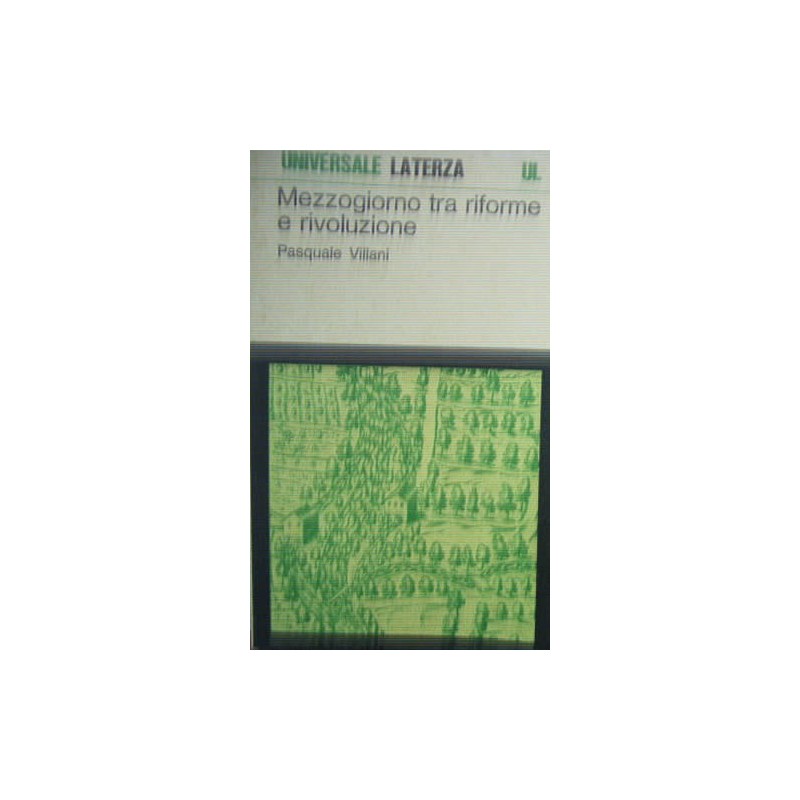 UNIVERSALE LATERZA UL
Mezzogiorno tra riforme
e rivoluzione
Pasquale Villani